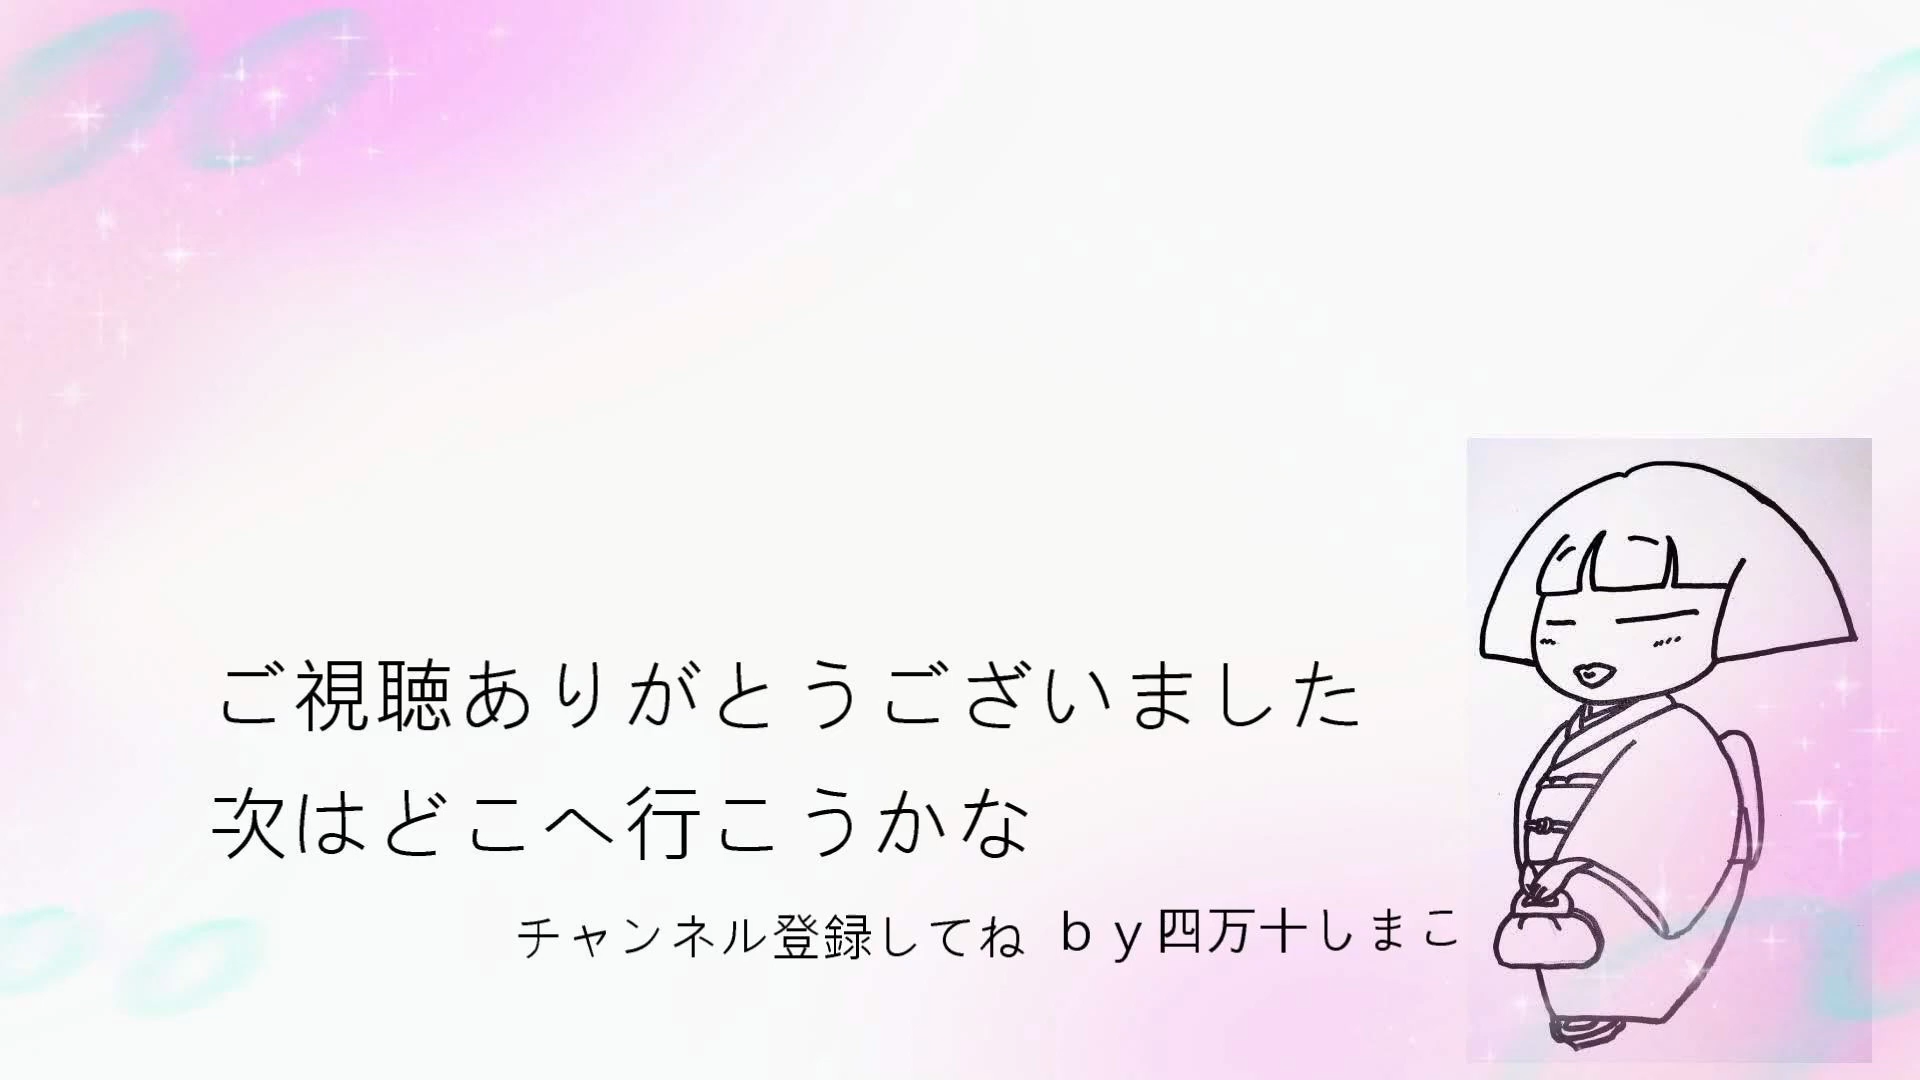 ご視聴ありがとうございました
次はどこへ行こうかな
チャンネル登録してね ｂｙ四万十しまこ